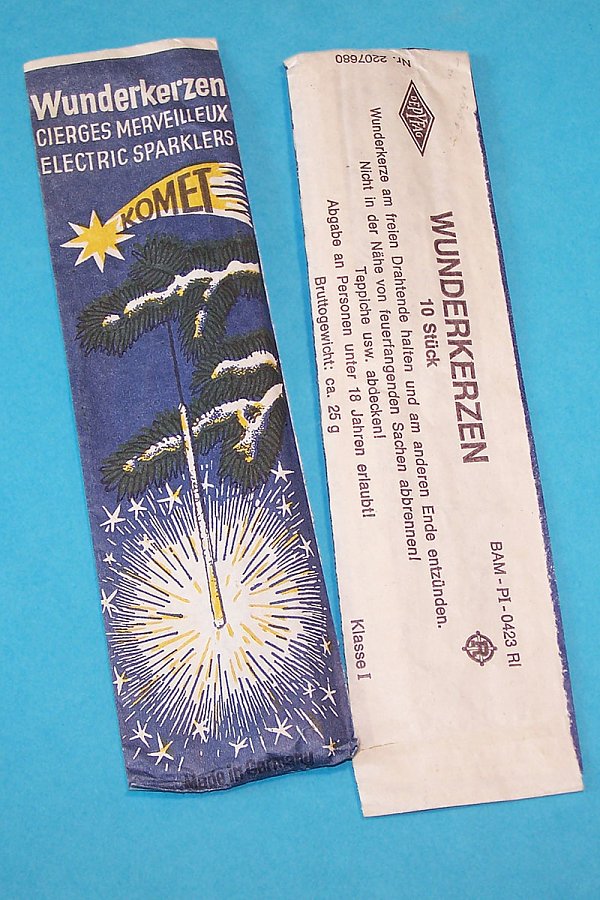 Wunderkerzen
CIERGES MERVEILLEUX
ELECTRIC SPARKLERS
KOMET
Made in Germany
Nr. 2207680
DEPYFAG
WUNDERKERZEN
10 Stück
Wunderkerze am freien Drahtende halten und am anderen Ende entzünden.
Nicht in der Nähe von feuerfangenden Sachen abbrennen!
Teppiche usw. abdecken!
Abgabe an Personen unter 18 Jahren erlaubt!
Bruttogewicht: ca. 25 g
BAM-PI-0423 RI
Klasse I